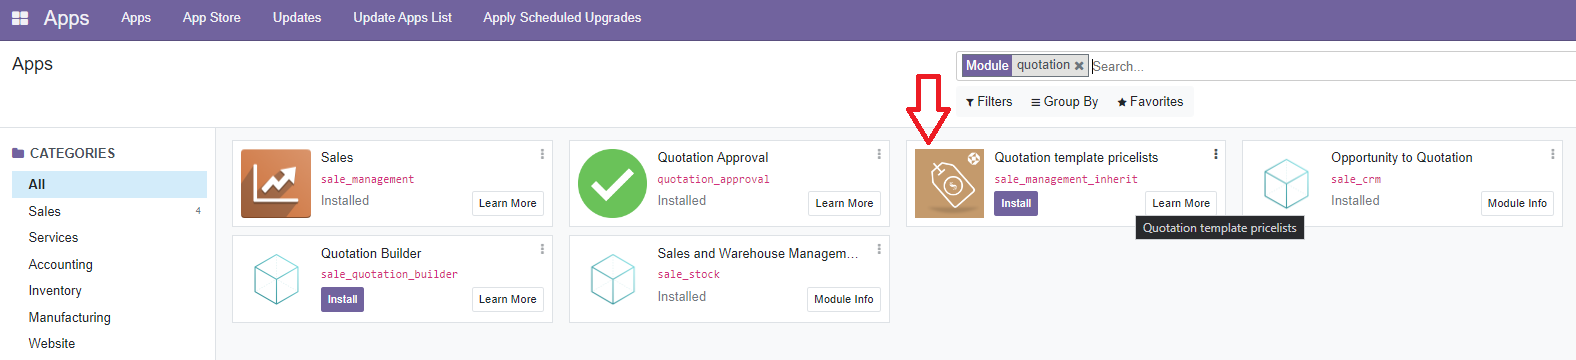 Apps Apps App Store Updates Update Apps List Apply Scheduled Upgrades
Apps
Module quotation Search...
Filters Group By Favorites
CATEGORIES
All
Sales 4
Services
Accounting
Inventory
Manufacturing
Website
Sales
sale_management
Installed Learn More
Quotation Approval
quotation_approval
Installed Learn More
Quotation template pricelists
sale_management_inherit
Install Learn More
Quotation template pricelists
Opportunity to Quotation
sale_crm
Installed Module Info
Quotation Builder
sale_quotation_builder
Install Learn More
Sales and Warehouse Managem...
sale_stock
Installed Module Info